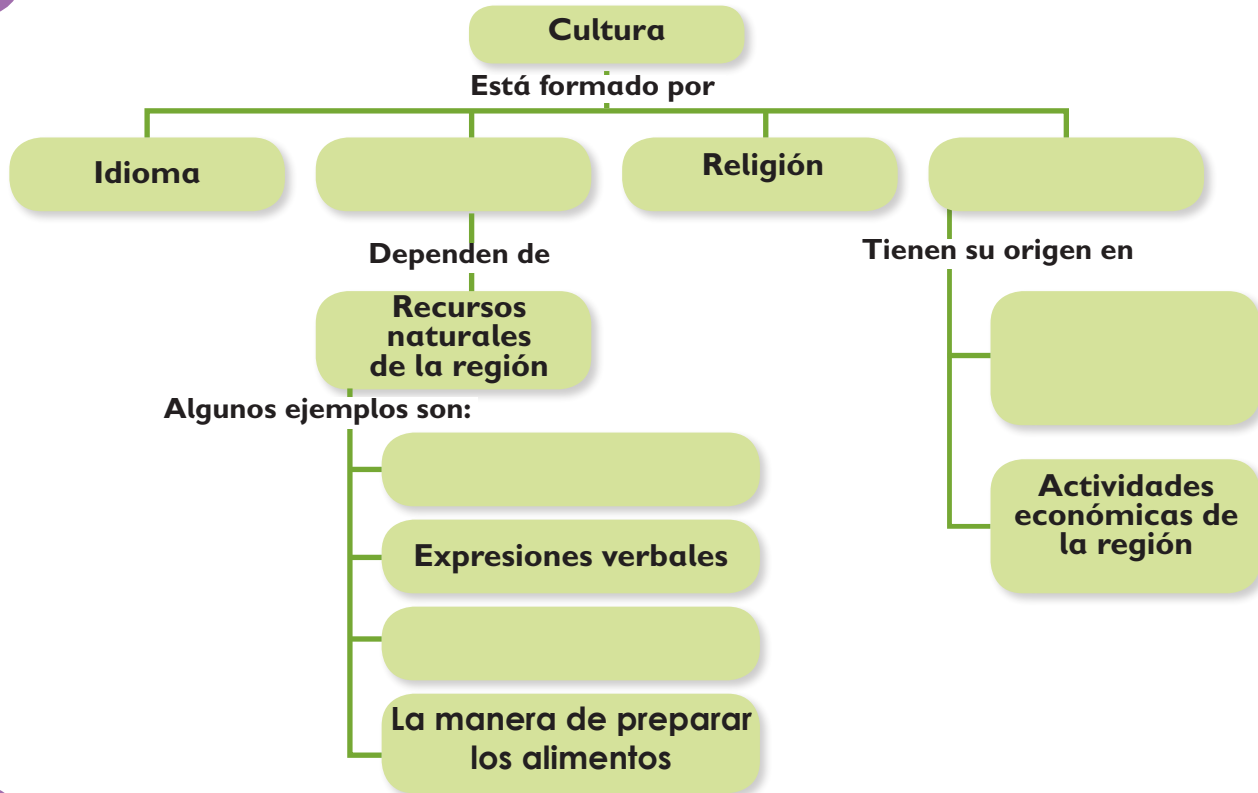 Cultura
Está formado por
Idioma
Religión
Dependen de
Tienen su origen en
Recursos
naturales
de la región
Algunos ejemplos son:
Expresiones verbales
Actividades
económicas de
la región
La manera de preparar
los alimentos